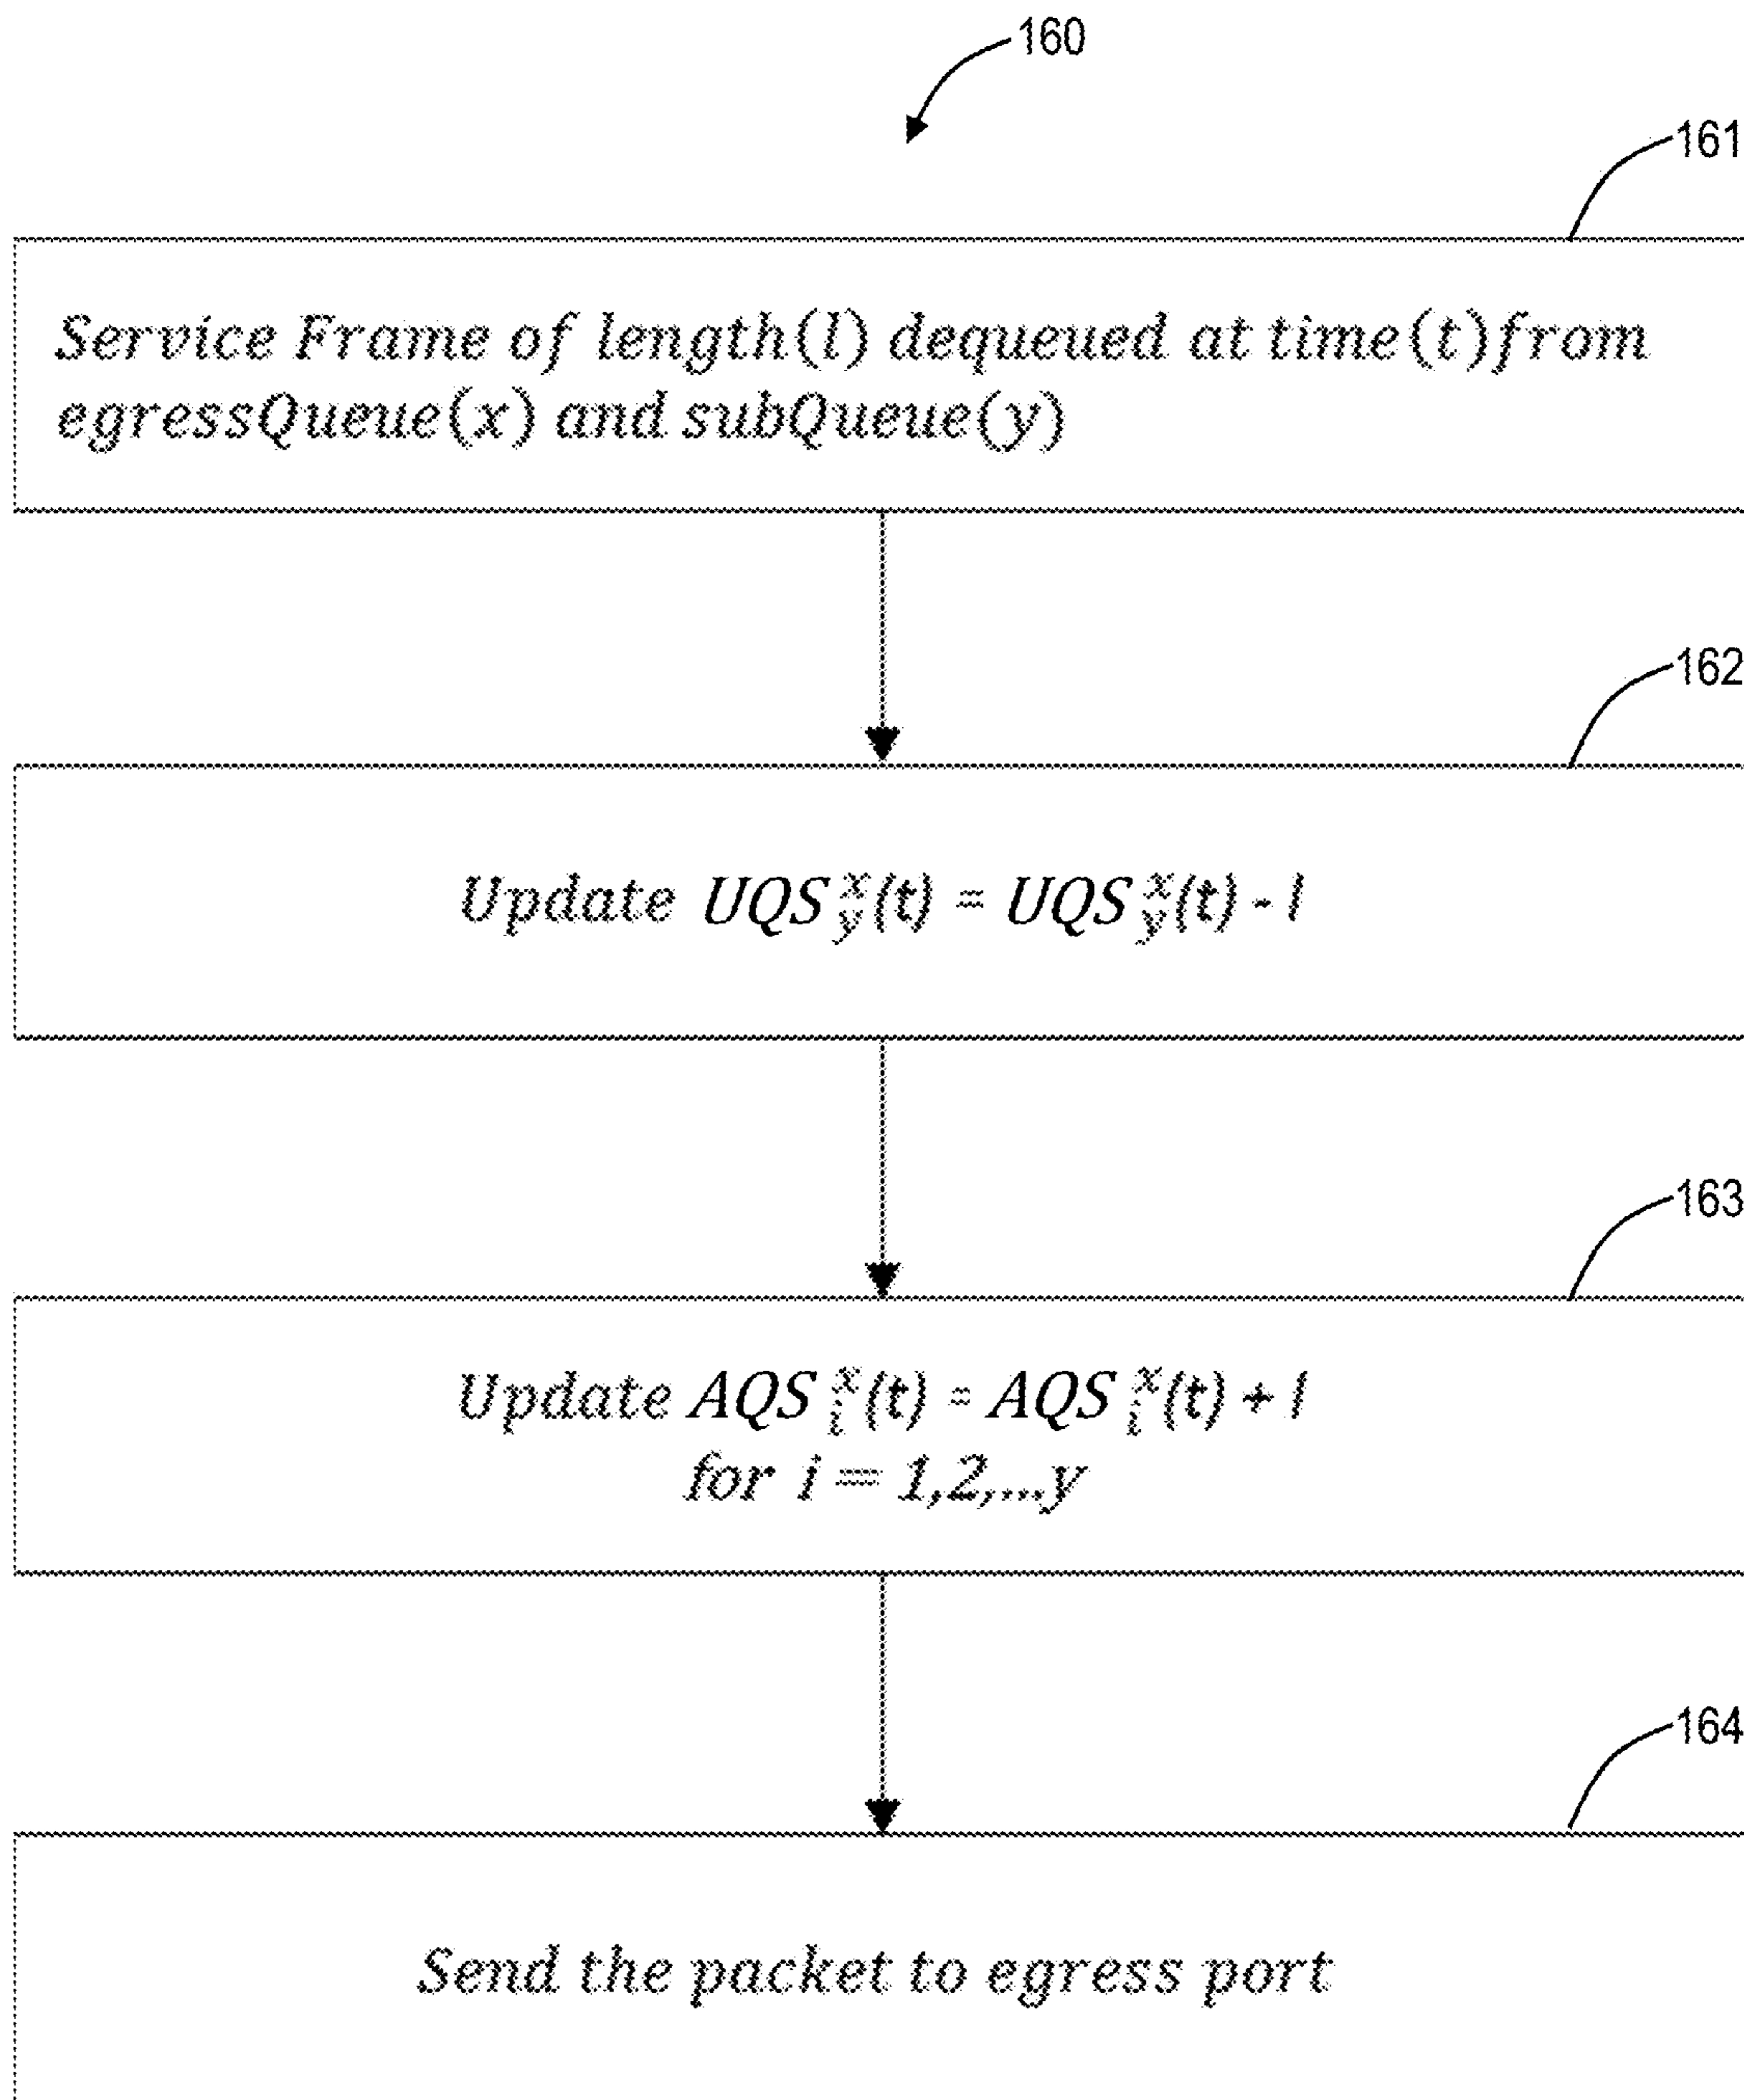 160
161
Service Frame of length(l) dequeued at time(t)from
egressQueue(x) and subQueue(y)
162
Update UQS^x_y(t) = UQS^x_y(t) - l
163
Update AQS^x_i(t) = AQS^x_i(t) + l
for i = 1,2,...y
164
Send the packet to egress port